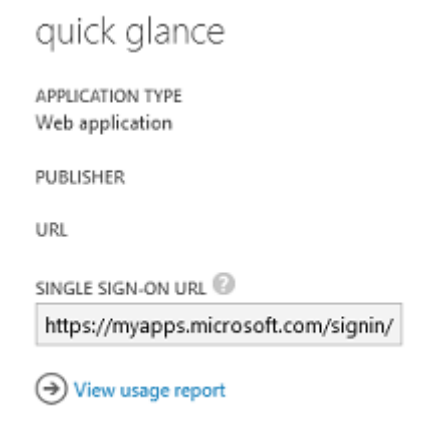 quick glance
APPLICATION TYPE
Web application
PUBLISHER
URL
SINGLE SIGN-ON URL ?
https://myapps.microsoft.com/signin/
View usage report